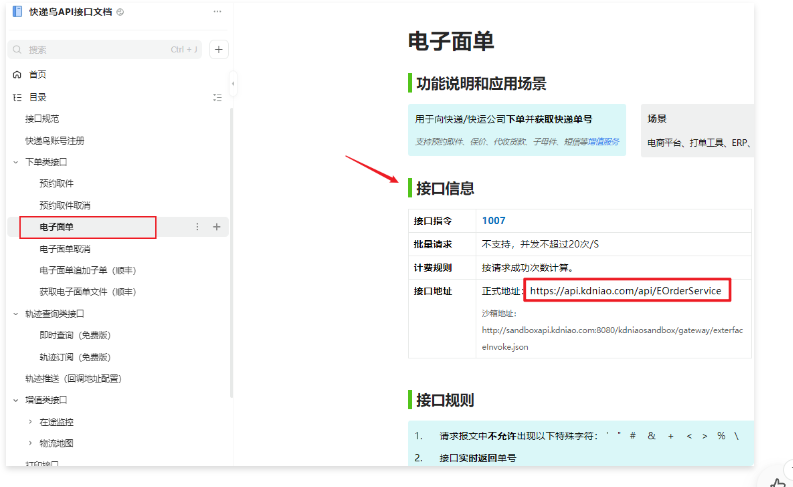 快递鸟API接口文档
搜索 Ctrl + J
首页
目录
接口规范
快递鸟账号注册
下单类接口
预约取件
预约取件取消
电子面单
电子面单取消
电子面单追加子单（顺丰）
获取电子面单文件（顺丰）
轨迹查询类接口
即时查询（免费版）
轨迹订阅（免费版）
轨迹推送（回调地址配置）
增值类接口
在途监控
物流地图
打印接口
电子面单
功能说明和应用场景
用于向快递/快运公司下单并获取快递单号
支持预约取件、保价、代收货款、子母件、短信等增值服务
场景
电商平台、打单工具、ERP、
接口信息
接口指令 1007
批量请求 不支持，并发不超过20次/S
计费规则 按请求成功次数计算。
接口地址 正式地址：https://api.kdniao.com/api/EOrderService
沙箱地址：
http://sandboxapi.kdniao.com:8080/kdniaosandbox/gateway/exterfac
eInvoke.json
接口规则
1. 请求报文中不允许出现以下特殊字符： ' " # & + < > % \
2. 接口实时返回单号